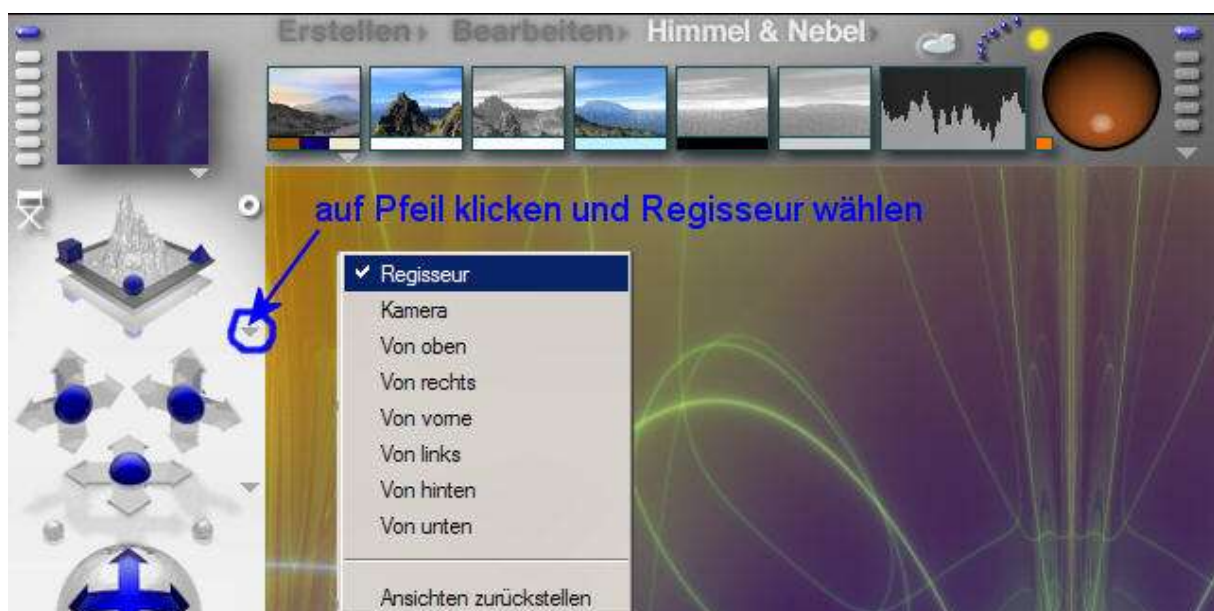 Erstellen Bearbeiten Himmel & Nebel
auf Pfeil klicken und Regisseur wählen
Regisseur
Kamera
Von oben
Von rechts
Von vorne
Von links
Von hinten
Von unten
Ansichten zurückstellen